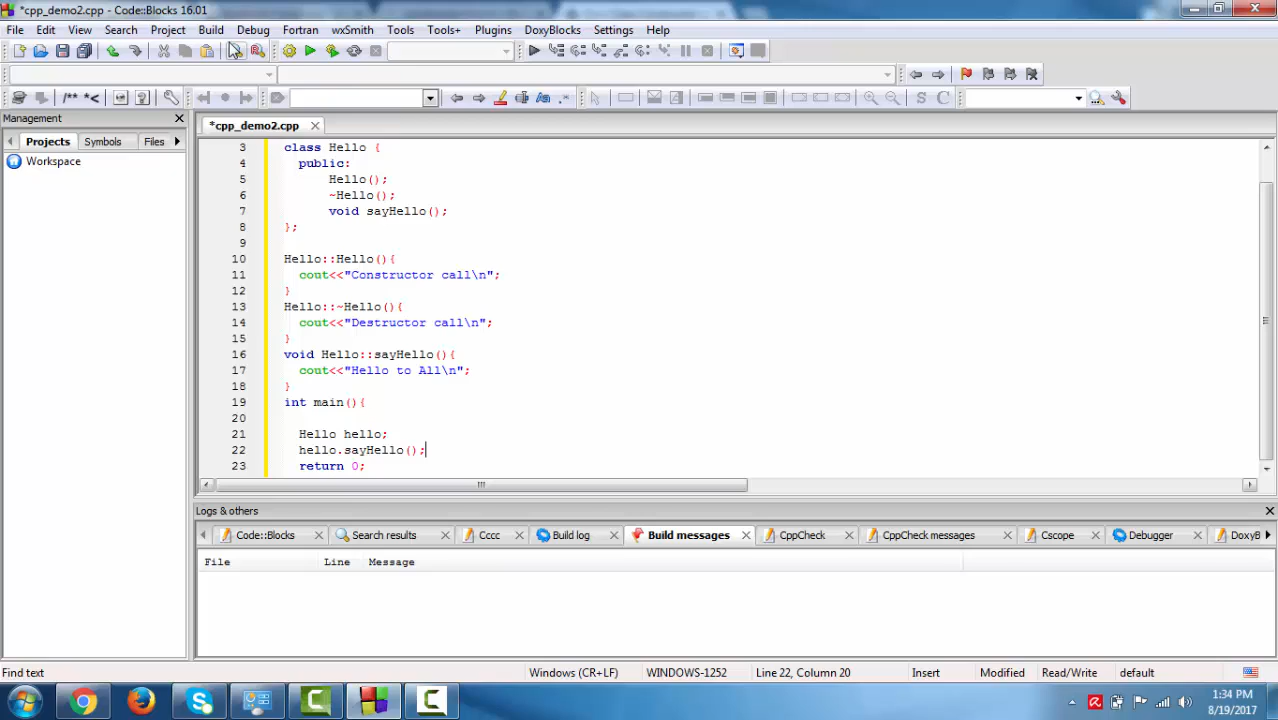 *cpp_demo2.cpp - Code::Blocks 16.01
File Edit View Search Project Build Debug Fortran wxSmith Tools Tools+ Plugins DoxyBlocks Settings Help
/** *<
S C
Management
*cpp_demo2.cpp
Projects Symbols Files
Workspace
3 class Hello {
4 public:
5 Hello();
6 ~Hello();
7 void sayHello();
8 };
9
10 Hello::Hello(){
11 cout<<"Constructor call\n";
12 }
13 Hello::~Hello(){
14 cout<<"Destructor call\n";
15 }
16 void Hello::sayHello(){
17 cout<<"Hello to All\n";
18 }
19 int main(){
20
21 Hello hello;
22 hello.sayHello();
23 return 0;
Logs & others
Code::Blocks Search results Cccc Build log Build messages CppCheck CppCheck messages Cscope Debugger DoxyB
File Line Message
Find text Windows (CR+LF) WINDOWS-1252 Line 22, Column 20 Insert Modified Read/Write default
1:34 PM
8/19/2017